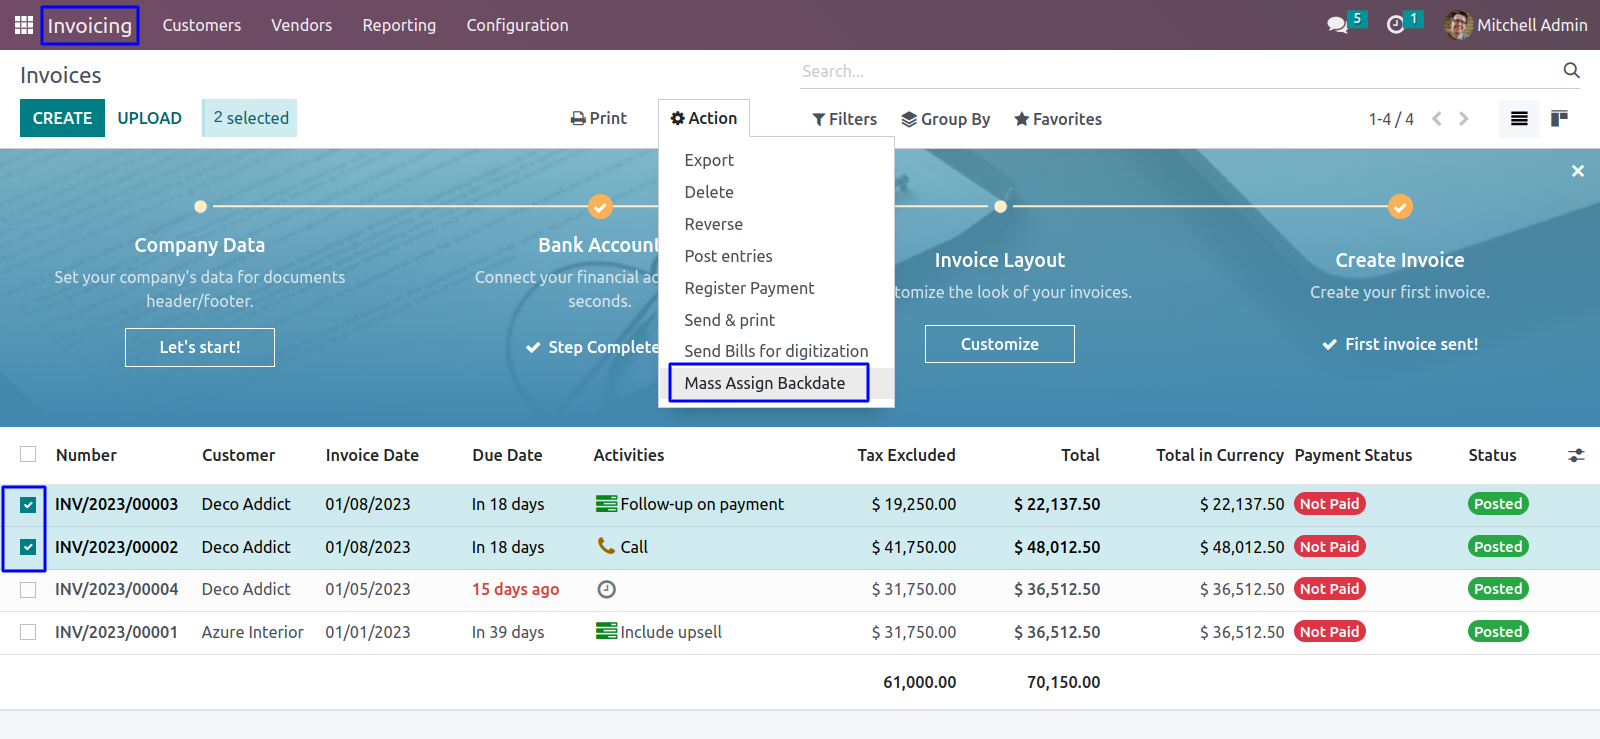 Invoicing Customers Vendors Reporting Configuration 5 1 Mitchell Admin
Invoices Search...
CREATE UPLOAD 2 selected Print Action Filters Group By Favorites 1-4 / 4
Export
Delete
Reverse
Post entries
Register Payment
Send & print
Send Bills for digitization
Mass Assign Backdate
Company Data
Set your company's data for documents
header/footer.
Let's start!
Bank Account
Connect your financial ac
seconds.
Step Complete
Invoice Layout
tomize the look of your invoices.
Customize
Create Invoice
Create your first invoice.
First invoice sent!
Number Customer Invoice Date Due Date Activities Tax Excluded Total Total in Currency Payment Status Status
INV/2023/00003 Deco Addict 01/08/2023 In 18 days Follow-up on payment $ 19,250.00 $ 22,137.50 $ 22,137.50 Not Paid Posted
INV/2023/00002 Deco Addict 01/08/2023 In 18 days Call $ 41,750.00 $ 48,012.50 $ 48,012.50 Not Paid Posted
INV/2023/00004 Deco Addict 01/05/2023 15 days ago $ 31,750.00 $ 36,512.50 $ 36,512.50 Not Paid Posted
INV/2023/00001 Azure Interior 01/01/2023 In 39 days Include upsell $ 31,750.00 $ 36,512.50 $ 36,512.50 Not Paid Posted
61,000.00 70,150.00